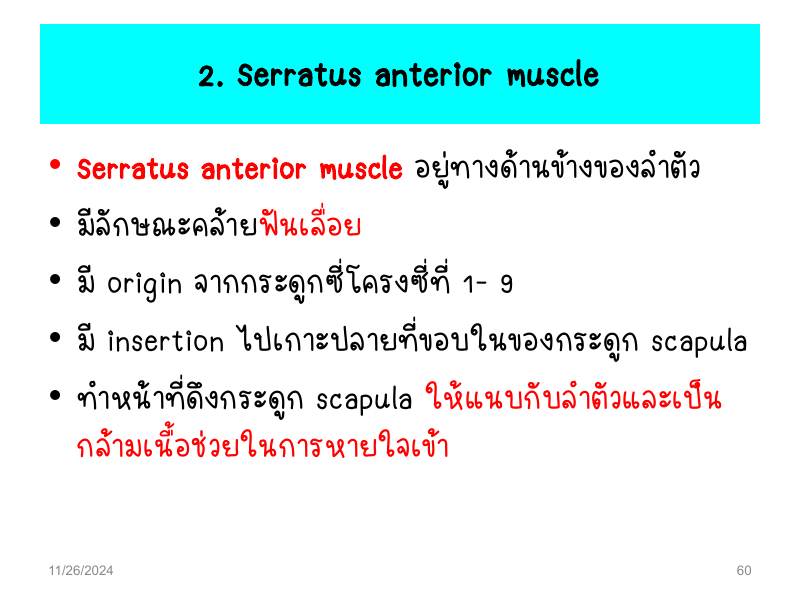 2. Serratus anterior muscle
• Serratus anterior muscle อยู่ทางด้านข้างของลำตัว
• มีลักษณะคล้ายฟันเลื่อย
• มี origin จากกระดูกซี่โครงซี่ที่ 1- 9
• มี insertion ไปเกาะปลายที่ขอบในของกระดูก scapula
• ทำหน้าที่ดึงกระดูก scapula ให้แนบกับลำตัวและเป็น
กล้ามเนื้อช่วยในการหายใจเข้า
11/26/2024
60